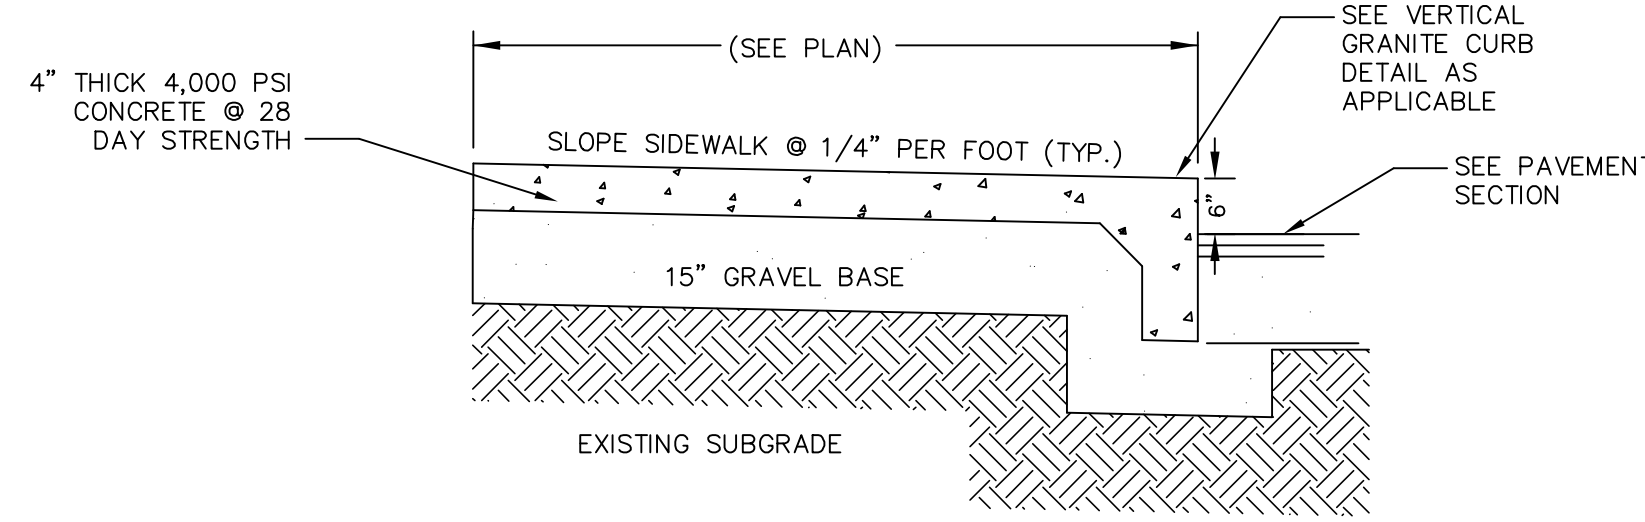 SEE VERTICAL
GRANITE CURB
DETAIL AS
APPLICABLE
(SEE PLAN)
4” THICK 4,000 PSI
CONCRETE @ 28
DAY STRENGTH
SLOPE SIDEWALK @ 1/4” PER FOOT (TYP.)
SEE PAVEMENT
SECTION
6”
15” GRAVEL BASE
EXISTING SUBGRADE